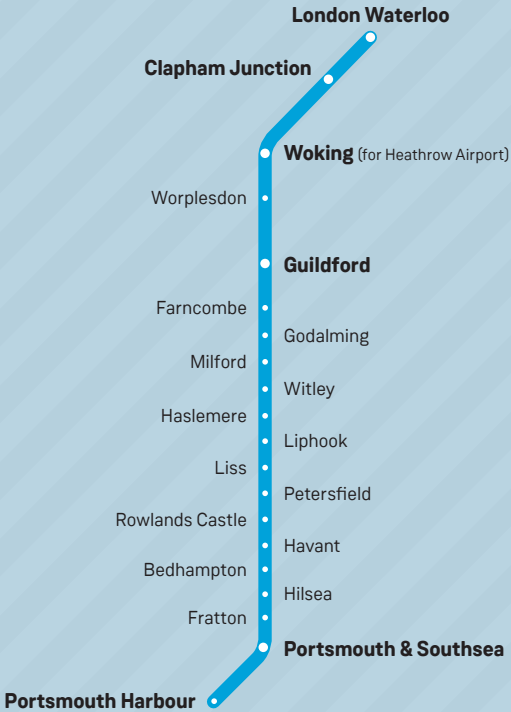 London Waterloo
Clapham Junction
Woking (for Heathrow Airport)
Worplesdon
Guildford
Farncombe
Godalming
Milford
Witley
Haslemere
Liphook
Liss
Petersfield
Rowlands Castle
Havant
Bedhampton
Hilsea
Fratton
Portsmouth & Southsea
Portsmouth Harbour